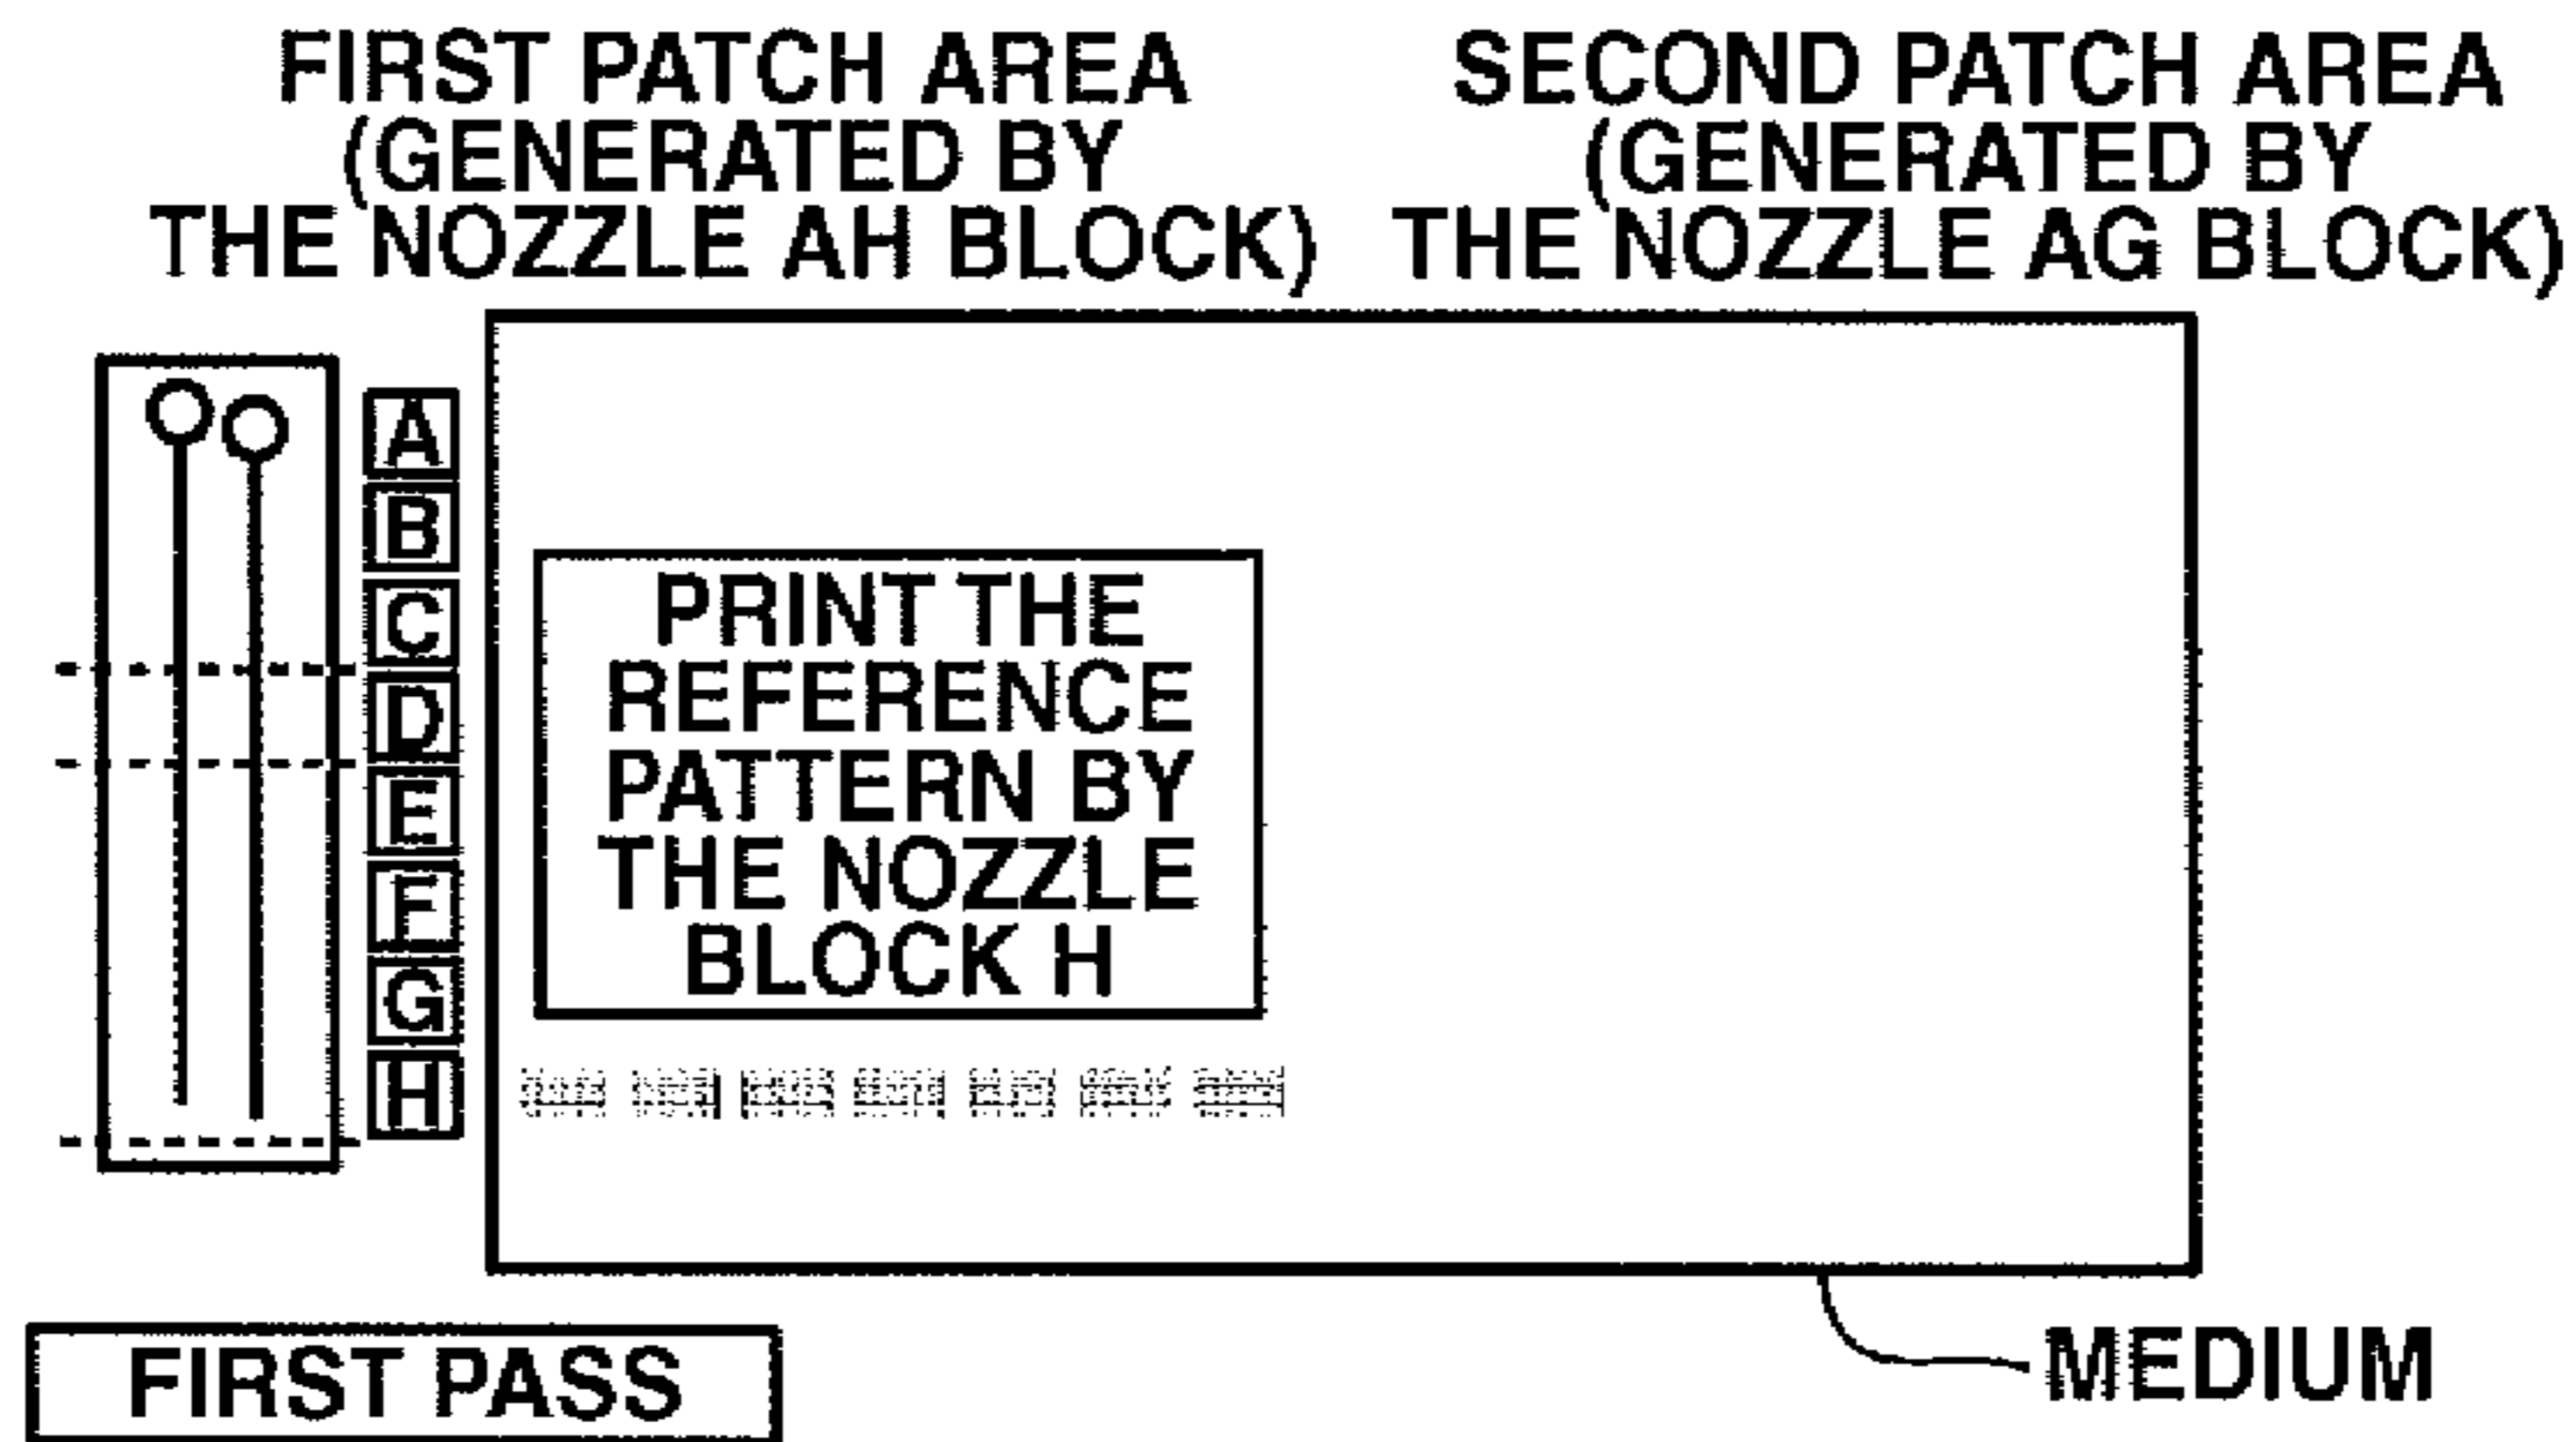 FIRST PATCH AREA
(GENERATED BY
THE NOZZLE AH BLOCK)
SECOND PATCH AREA
(GENERATED BY
THE NOZZLE AG BLOCK)
A
B
C
D
E
F
G
H
PRINT THE
REFERENCE
PATTERN BY
THE NOZZLE
BLOCK H
FIRST PASS
MEDIUM